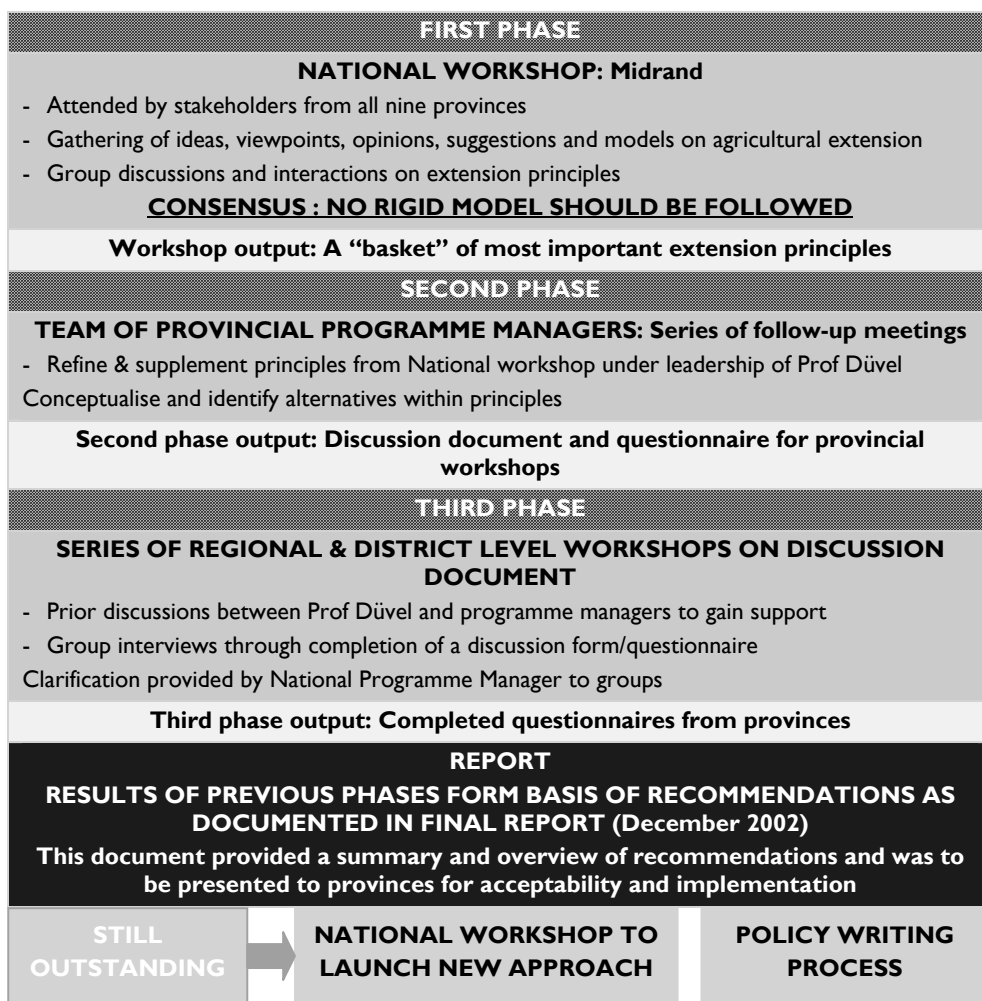 FIRST PHASE
NATIONAL WORKSHOP: Midrand
- Attended by stakeholders from all nine provinces
- Gathering of ideas, viewpoints, opinions, suggestions and models on agricultural extension
- Group discussions and interactions on extension principles
CONSENSUS : NO RIGID MODEL SHOULD BE FOLLOWED
Workshop output: A “basket” of most important extension principles
SECOND PHASE
TEAM OF PROVINCIAL PROGRAMME MANAGERS: Series of follow-up meetings
- Refine & supplement principles from National workshop under leadership of Prof Düvel
Conceptualise and identify alternatives within principles
Second phase output: Discussion document and questionnaire for provincial
workshops
THIRD PHASE
SERIES OF REGIONAL & DISTRICT LEVEL WORKSHOPS ON DISCUSSION
DOCUMENT
- Prior discussions between Prof Düvel and programme managers to gain support
- Group interviews through completion of a discussion form/questionnaire
Clarification provided by National Programme Manager to groups
Third phase output: Completed questionnaires from provinces
REPORT
RESULTS OF PREVIOUS PHASES FORM BASIS OF RECOMMENDATIONS AS
DOCUMENTED IN FINAL REPORT (December 2002)
This document provided a summary and overview of recommendations and was to
be presented to provinces for acceptability and implementation
STILL
OUTSTANDING
NATIONAL WORKSHOP TO
LAUNCH NEW APPROACH
POLICY WRITING
PROCESS